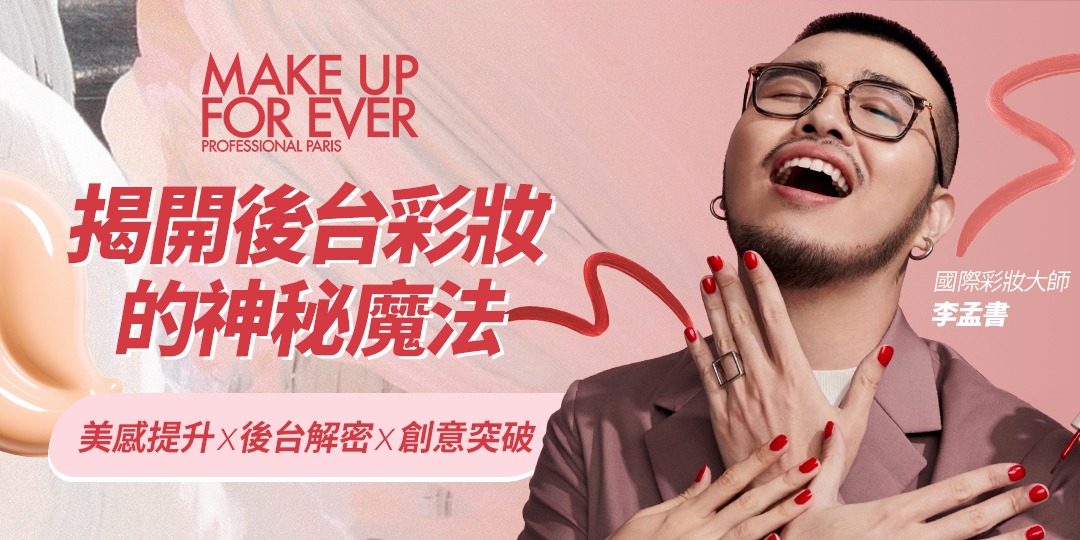 MAKE UP
FOR EVER
PROFESSIONAL PARIS
揭開後台彩妝
的神秘魔法
美感提升x後台解密x創意突破
國際彩妝大師
李孟書